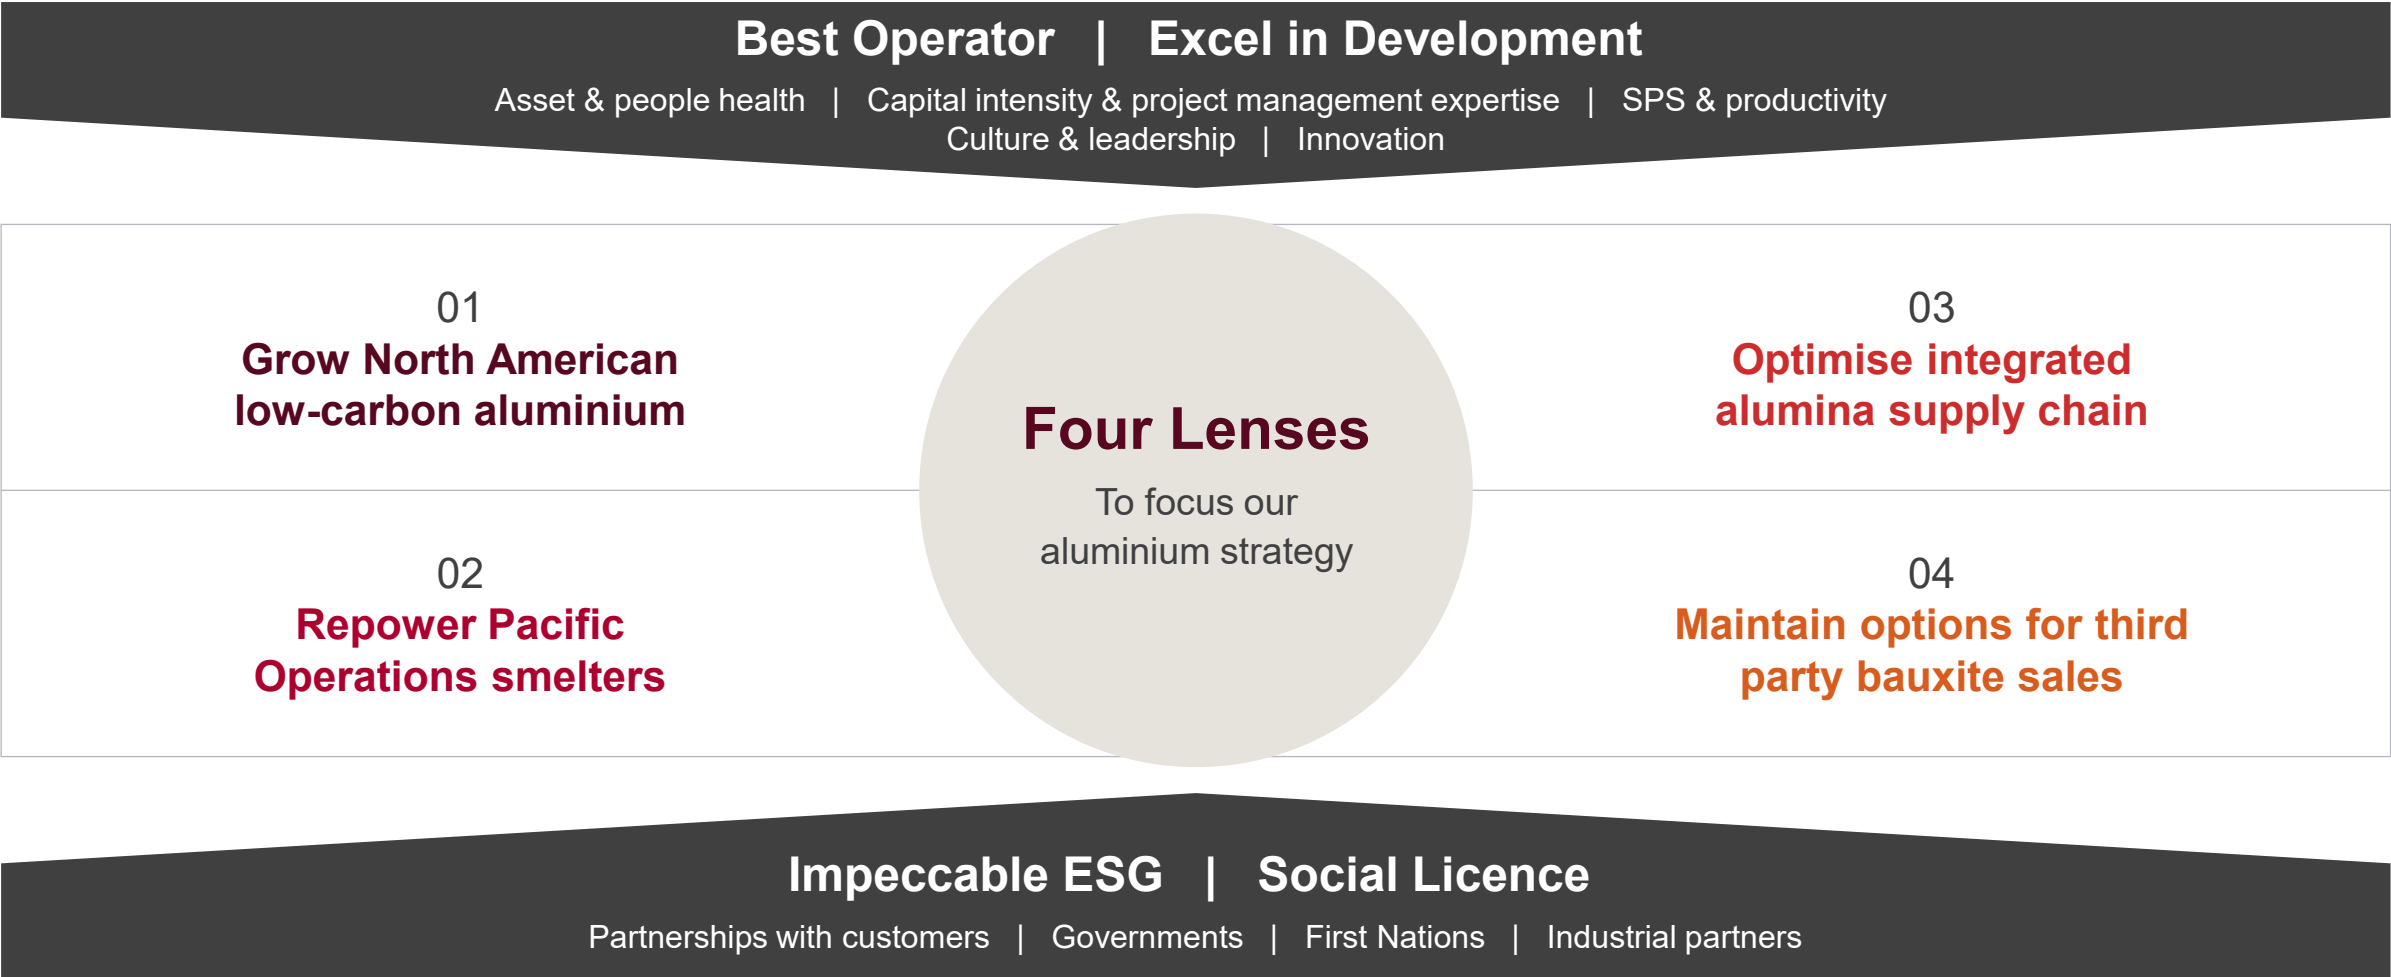 Best Operator | Excel in Development
Asset & people health | Capital intensity & project management expertise | SPS & productivity
Culture & leadership | Innovation
01
Grow North American
low-carbon aluminium
02
Repower Pacific
Operations smelters
Four Lenses
To focus our
aluminium strategy
03
Optimise integrated
alumina supply chain
04
Maintain options for third
party bauxite sales
Impeccable ESG | Social Licence
Partnerships with customers | Governments | First Nations | Industrial partners